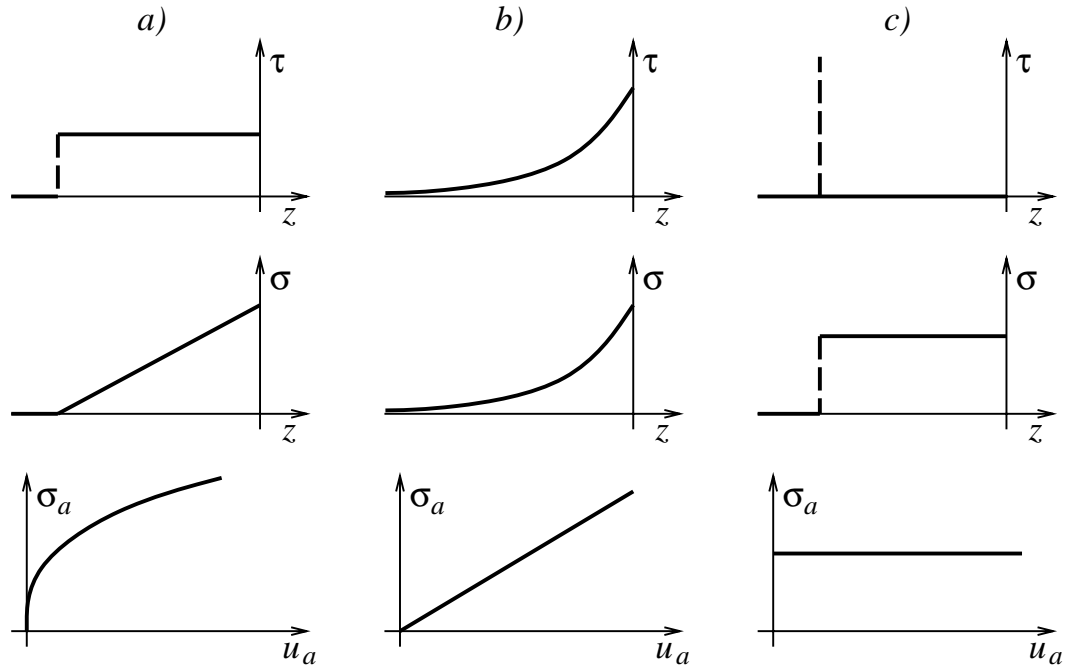 a) b) c)
τ τ τ
z z z
σ σ σ
z z z
σₐ σₐ σₐ
uₐ uₐ uₐ